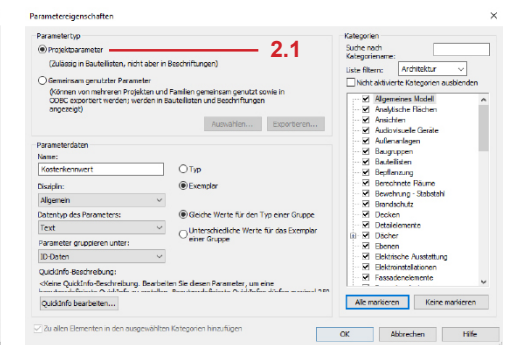 Parametereigenschaften
Parametertyp
Projektparameter
2.1
(Zulässig in Bauteillisten, nicht aber in Beschriftungen)
Gemeinsam genutzter Parameter
(Können von mehreren Projekten und Familien gemeinsam genutzt sowie in
ODBC exportiert werden; werden in Bauteillisten und Beschriftungen
angezeigt)
Auswählen...
Exportieren...
Parameterdaten
Name:
Kostenkennwert
Typ
Disziplin:
Exemplar
Allgemein
Datentyp des Parameters:
Gleiche Werte für den Typ einer Gruppe
Text
Unterschiedliche Werte für das Exemplar
einer Gruppe
Parameter gruppieren unter:
ID-Daten
QuickInfo-Beschreibung:
<Keine QuickInfo-Beschreibung. Bearbeiten Sie diesen Parameter, um eine
QuickInfo bearbeiten...
Zu allen Elementen in den ausgewählten Kategorien hinzufügen
Kategorien
Suche nach
Kategoriename:
Liste filtern:
Architektur
Nicht aktivierte Kategorien ausblenden
Allgemeines Modell
Analytische Flächen
Ansichten
Audiovisuelle Geräte
Außenanlagen
Baugruppen
Bauteillisten
Bepflanzung
Berechnete Räume
Bewehrung - Stabstahl
Brandschutz
Decken
Detailelemente
Dächer
Ebenen
Elektrische Ausstattung
Elektroinstallationen
Fassadenelemente
Alle markieren
Keine markieren
OK
Abbrechen
Hilfe